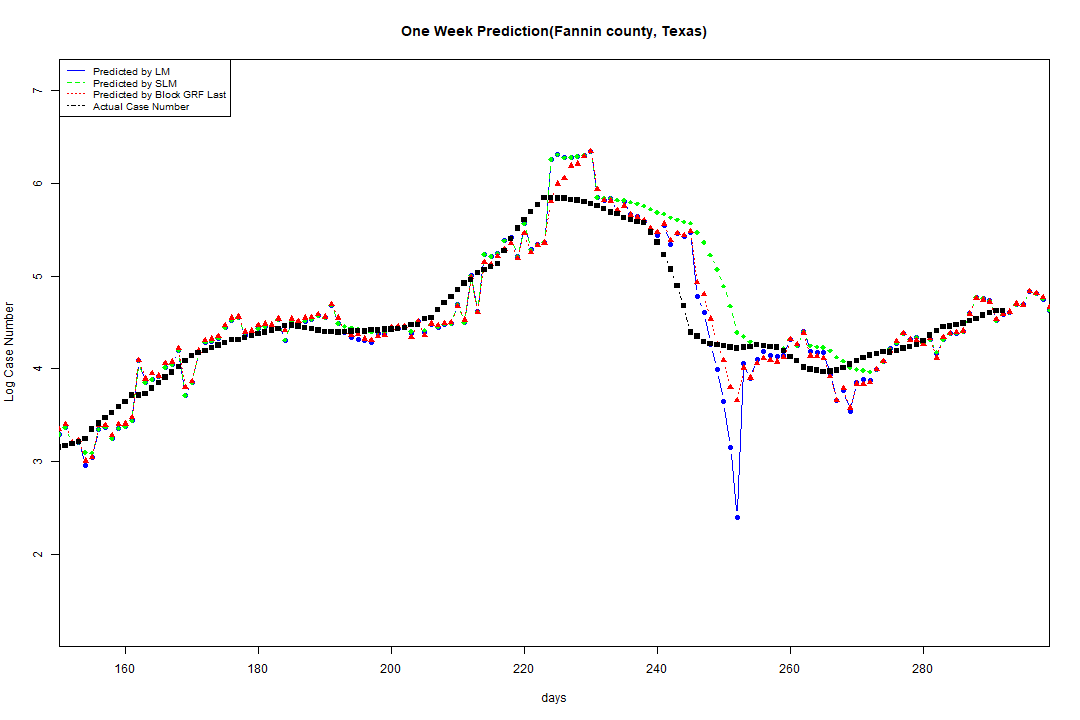 One Week Prediction(Fannin county, Texas)
Predicted by LM
Predicted by SLM
Predicted by Block GRF Last
Actual Case Number
7
6
5
4
3
2
Log Case Number
160 180 200 220 240 260 280
days